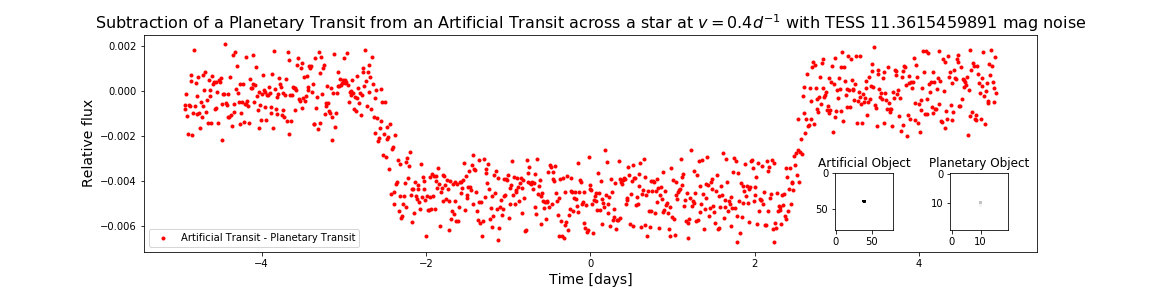 Subtraction of a Planetary Transit from an Artificial Transit across a star at v = 0.4d⁻¹ with TESS 11.3615459891 mag noise
Relative flux
0.002
0.000
−0.002
−0.004
−0.006
Artificial Transit - Planetary Transit
Artificial Object
0
50
0 50
Planetary Object
0
10
0 10
−4 −2 0 2 4
Time [days]